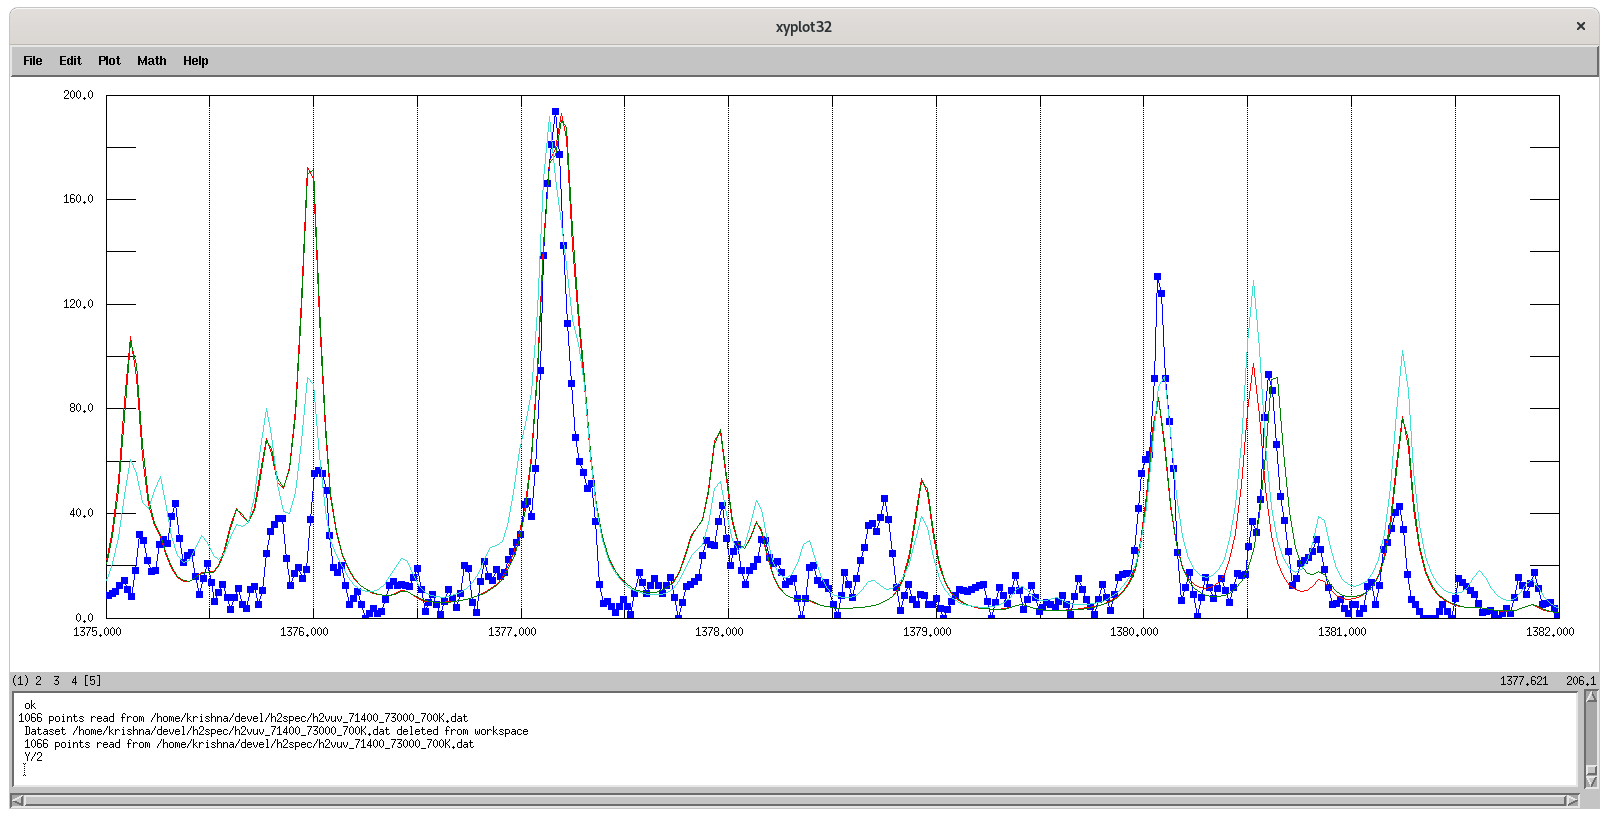 xyplot32
File Edit Plot Math Help
200.0
160.0
120.0
80.0
40.0
0.0
1375.000 1376.000 1377.000 1378.000 1379.000 1380.000 1381.000 1382.000
(1) 2 3 4 [5] 1377.621 206.1
ok
1066 points read from /home/krishna/devel/h2spec/h2vuv_71400_73000_700K.dat
Dataset /home/krishna/devel/h2spec/h2vuv_71400_73000_700K.dat deleted from workspace
1066 points read from /home/krishna/devel/h2spec/h2vuv_71400_73000_700K.dat
Y/2